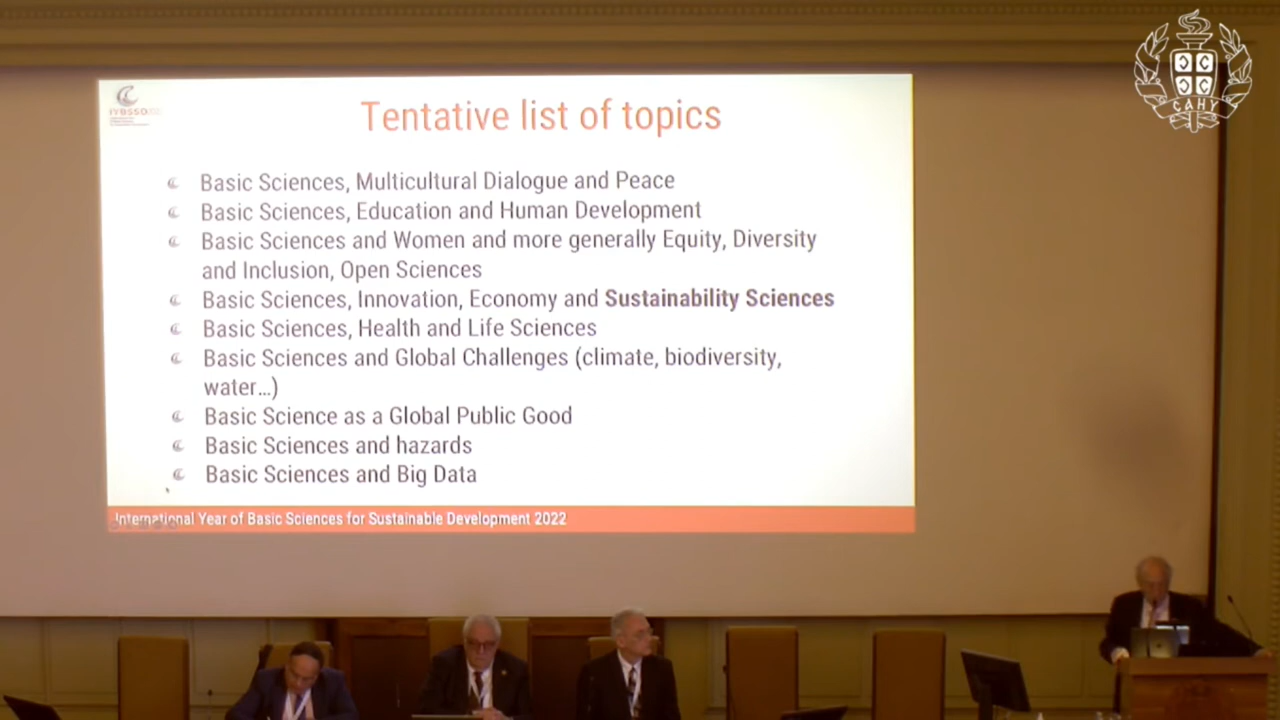 САНУ
IYBSSD
Tentative list of topics
Basic Sciences, Multicultural Dialogue and Peace
Basic Sciences, Education and Human Development
Basic Sciences and Women and more generally Equity, Diversity
and Inclusion, Open Sciences
Basic Sciences, Innovation, Economy and Sustainability Sciences
Basic Sciences, Health and Life Sciences
Basic Sciences and Global Challenges (climate, biodiversity,
water...)
Basic Science as a Global Public Good
Basic Sciences and hazards
Basic Sciences and Big Data
International Year of Basic Sciences for Sustainable Development 2022